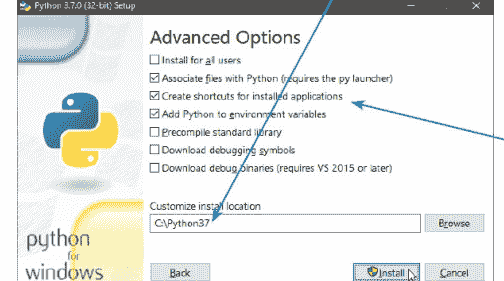 Python 3.7.0 (32-bit) Setup
Advanced Options
Install for all users
Associate files with Python (requires the py launcher)
Create shortcuts for installed applications
Add Python to environment variables
Precompile standard library
Download debugging symbols
Download debug binaries (requires VS 2015 or later)
Customize install location
C:\Python37
Browse
python
for
windows
Back
Install
Cancel